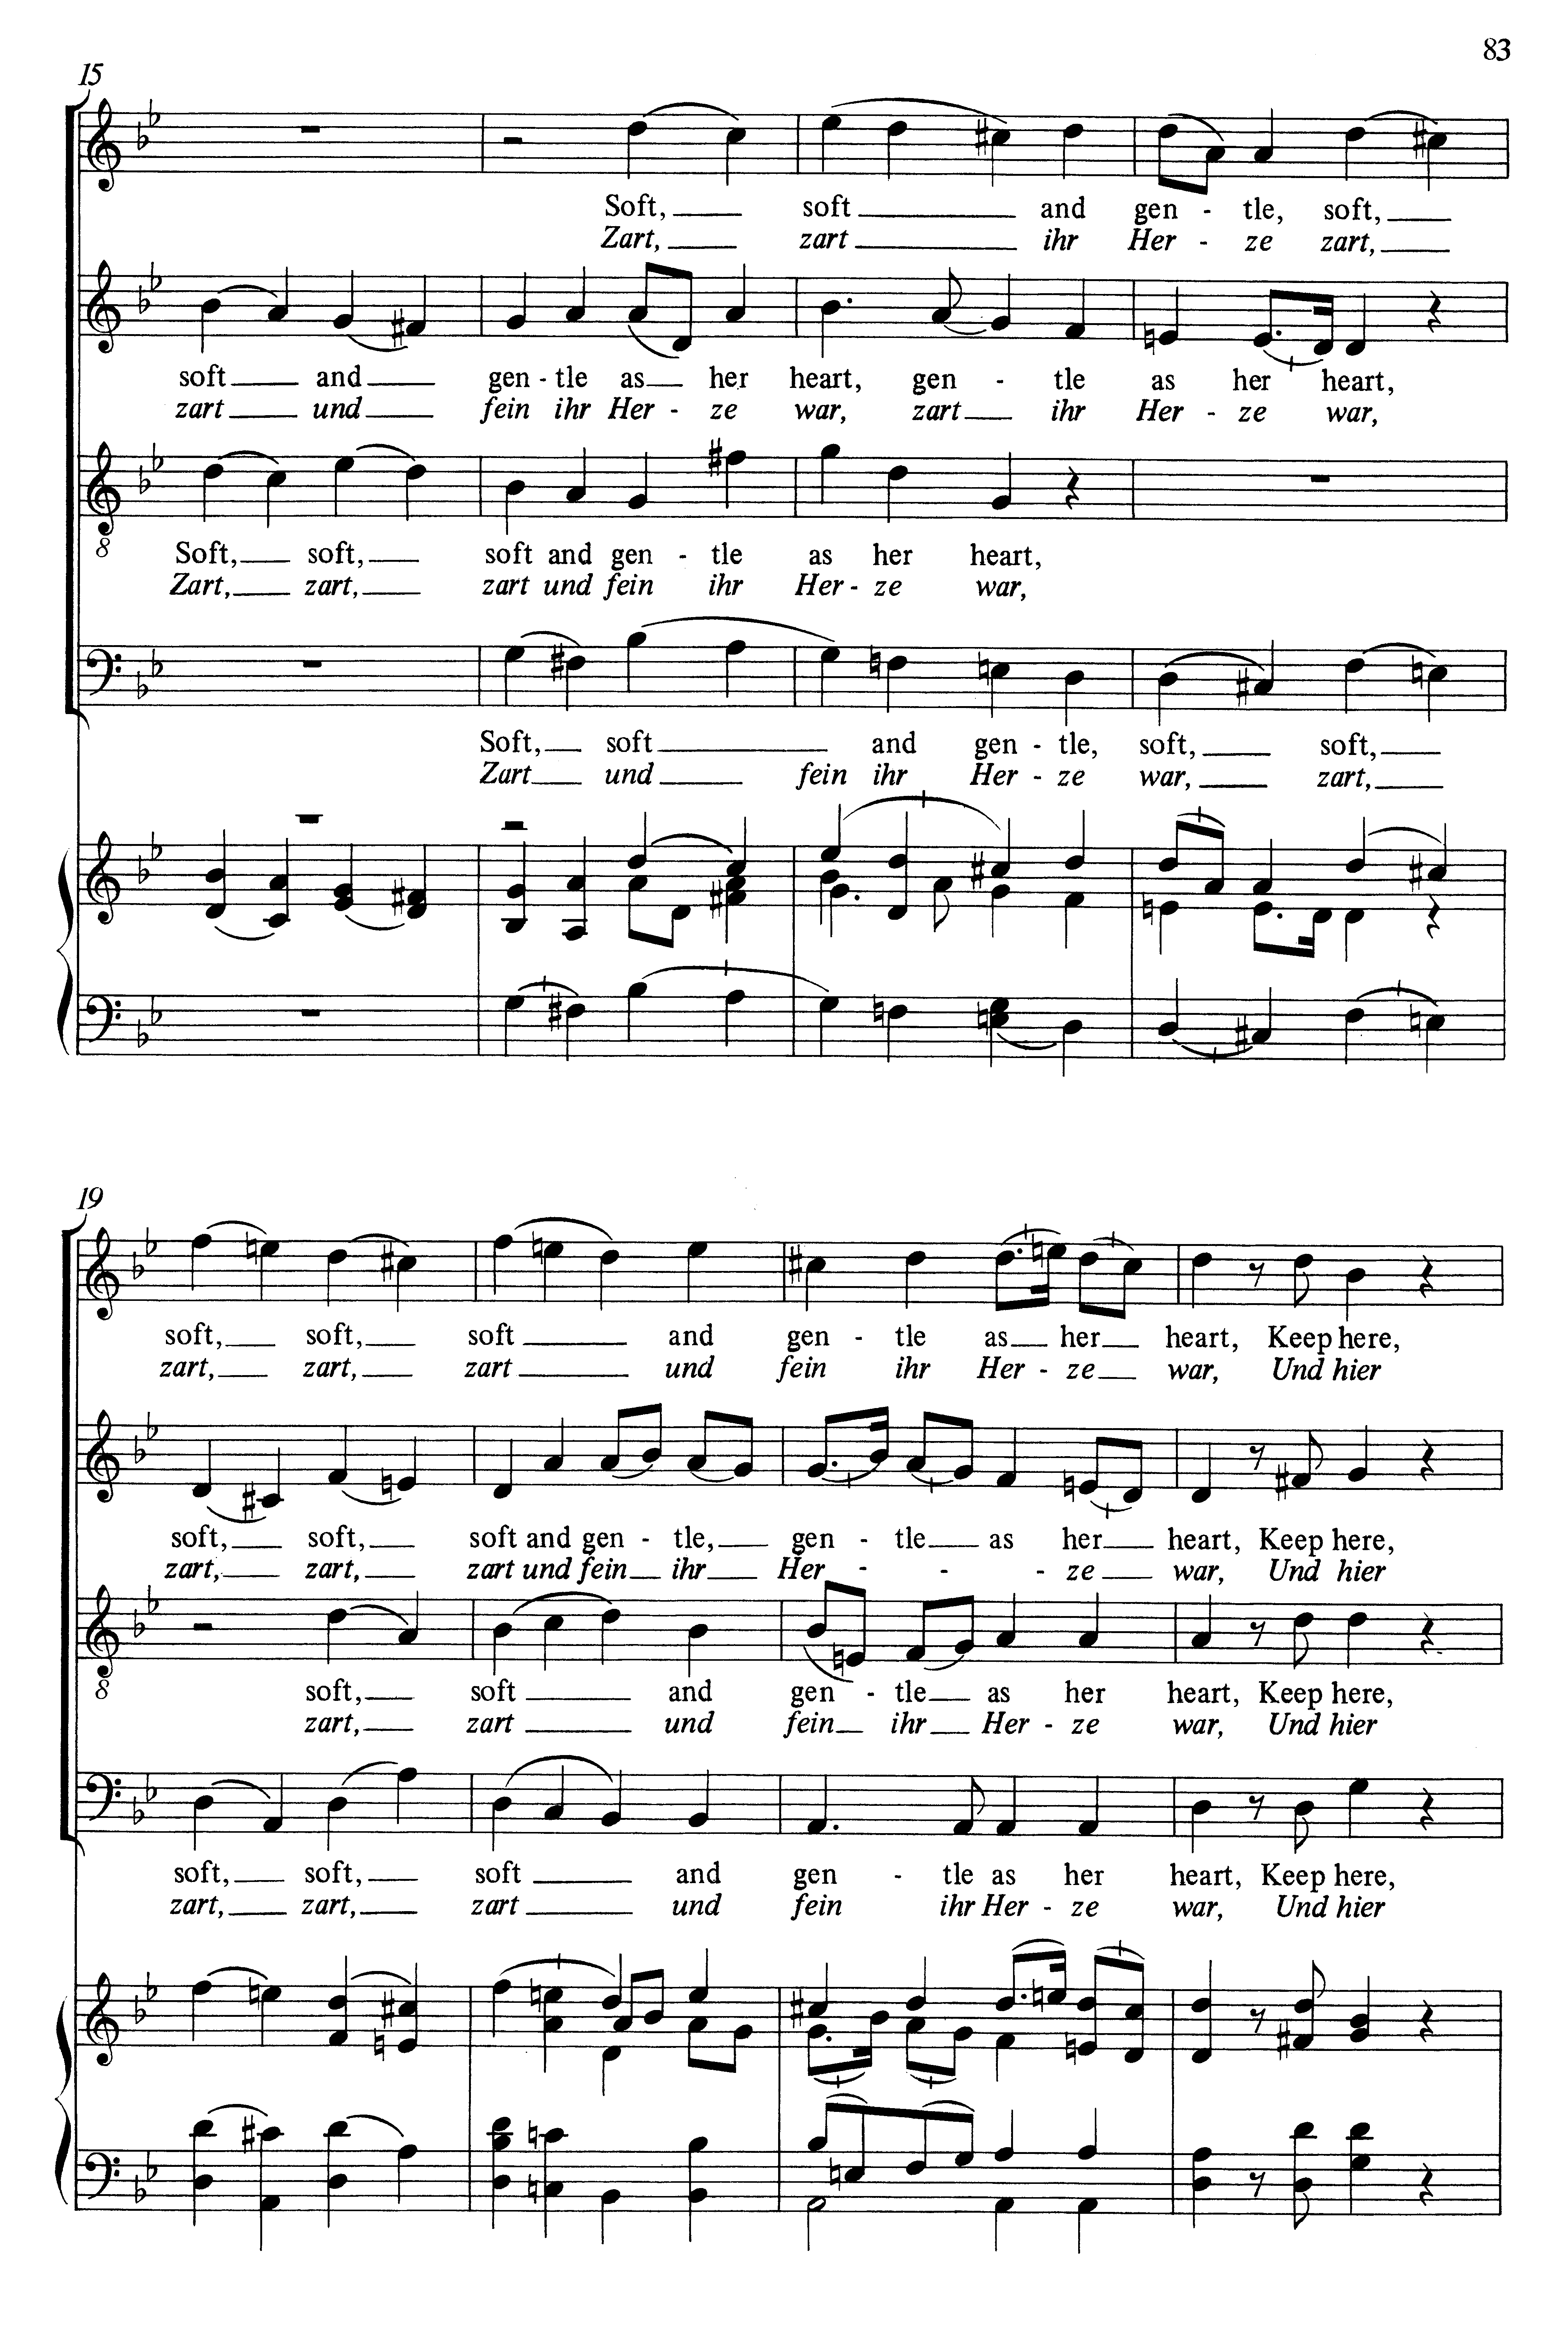 83
15
Soft, soft and gen - tle, soft,
Zart, zart ihr Her - ze zart,
soft and gen - tle as her heart, gen - tle as her heart,
zart und fein ihr Her - ze war, zart ihr Her - ze war,
8
Soft, soft, soft and gen - tle as her heart,
Zart, zart, zart und fein ihr Her - ze war,
Soft, soft and gen - tle, soft, soft,
Zart und fein ihr Her - ze war, zart,
19
soft, soft, soft and gen - tle as her heart, Keep here,
zart, zart, zart und fein ihr Her - ze war, Und hier
soft, soft, soft and gen - tle, gen - tle as her heart, Keep here,
zart, zart, zart und fein ihr Her - - - ze war, Und hier
8
soft, soft and gen - tle as her heart, Keep here,
zart, zart und fein ihr Her - ze war, Und hier
soft, soft, soft and gen - tle as her heart, Keep here,
zart, zart, zart und fein ihr Her - ze war, Und hier